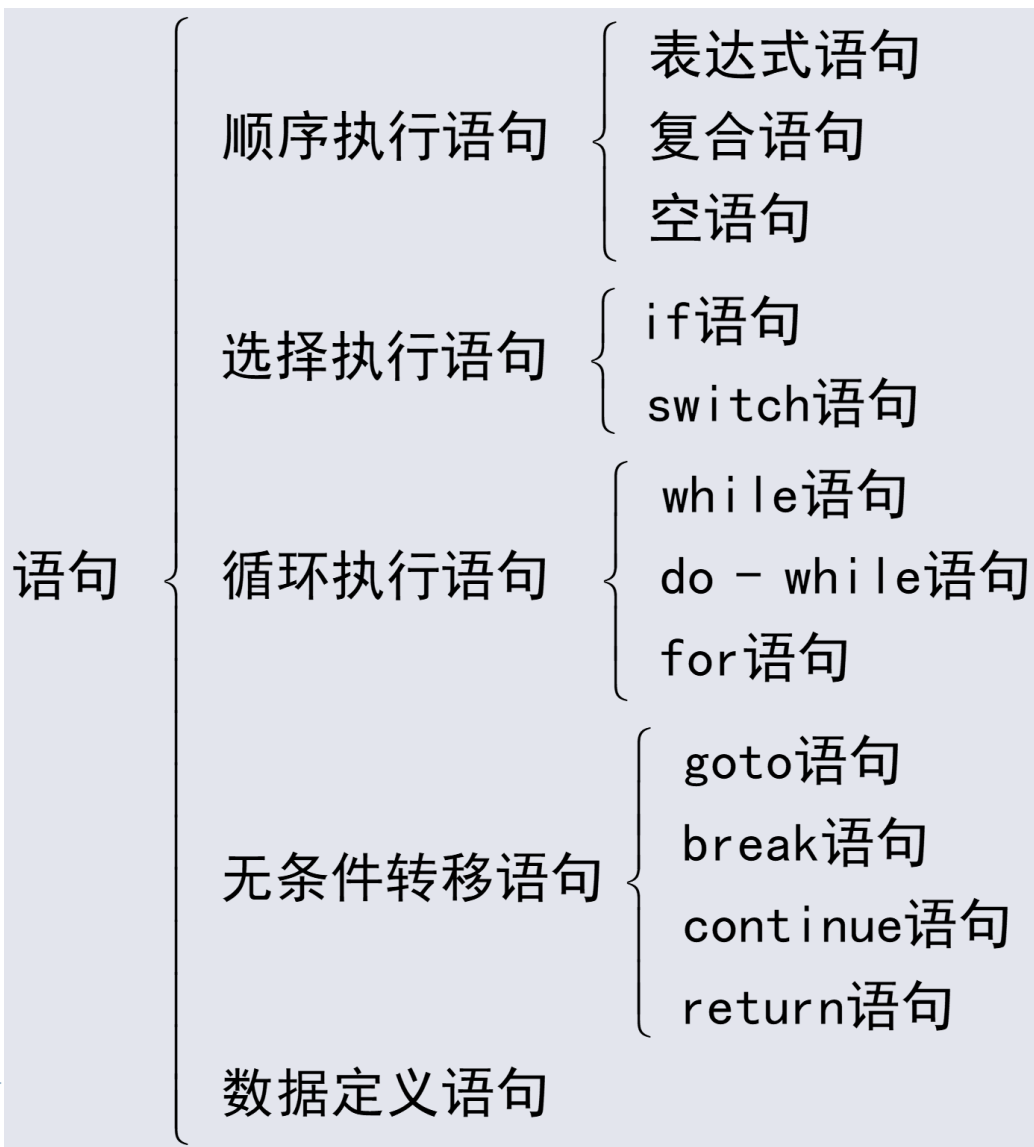 语句
顺序执行语句
表达式语句
复合语句
空语句
选择执行语句
if语句
switch语句
循环执行语句
while语句
do - while语句
for语句
无条件转移语句
goto语句
break语句
continue语句
return语句
数据定义语句